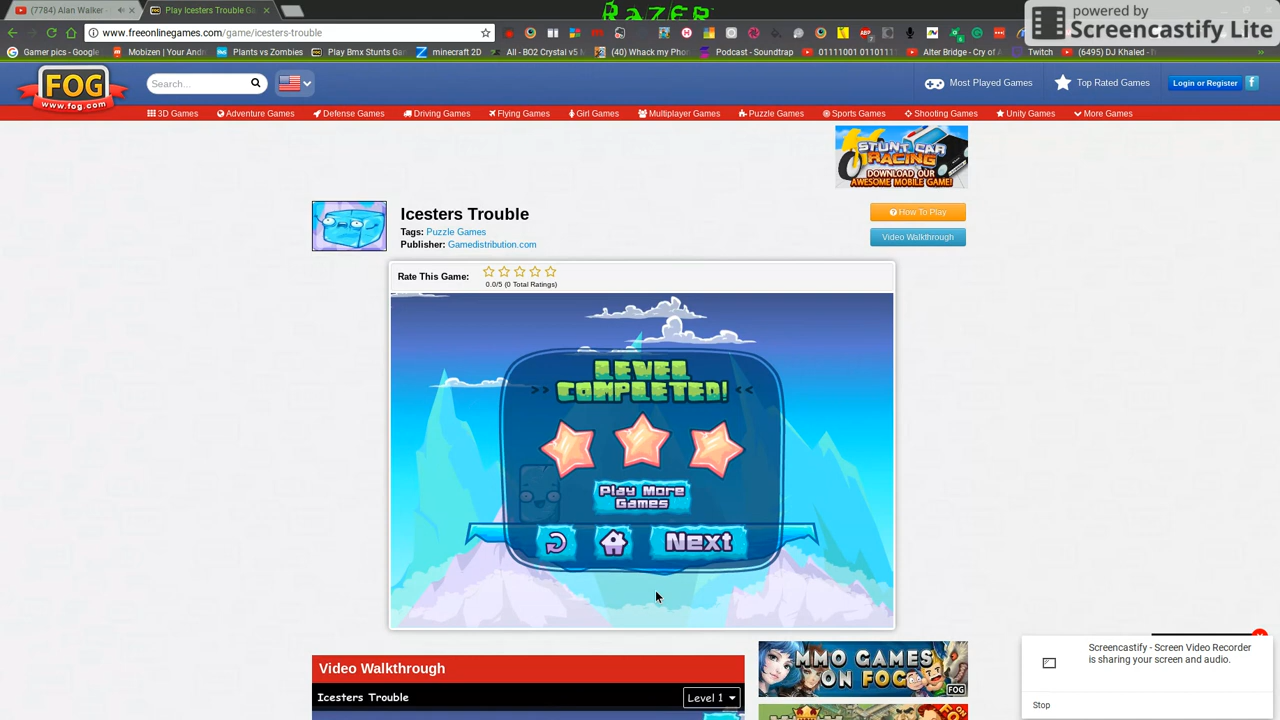 (7784) Alan Walker -
Play Icesters Trouble Ga
RAZER
powered by
Screencastify Lite
www.freeonlinegames.com/game/icesters-trouble
Gamer pics - Google
Mobizen | Your Andr
Plants vs Zombies
Play Bmx Stunts Gar
minecraft 2D
All - BO2 Crystal v5
(40) Whack my Pho
Podcast - Soundtrap
01111001 0110111
Alter Bridge - Cry of A
Twitch
(6495) DJ Khaled - D
»
FOG
www.fog.com
Search...
Most Played Games
Top Rated Games
Login or Register
f
3D Games
Adventure Games
Defense Games
Driving Games
Flying Games
Girl Games
Multiplayer Games
Puzzle Games
Sports Games
Shooting Games
Unity Games
More Games
STUNT CAR
RACING
DOWNLOAD OUR
AWESOME MOBILE GAME!
Icesters Trouble
Tags: Puzzle Games
Publisher: Gamedistribution.com
How To Play
Video Walkthrough
Rate This Game:
0.0/5 (0 Total Ratings)
LEVEL
>> COMPLETED! <<
Play More
Games
Next
Video Walkthrough
Icesters Trouble
Level 1
MMO GAMES
ON FOG
FOG
Screencastify - Screen Video Recorder
is sharing your screen and audio.
Stop